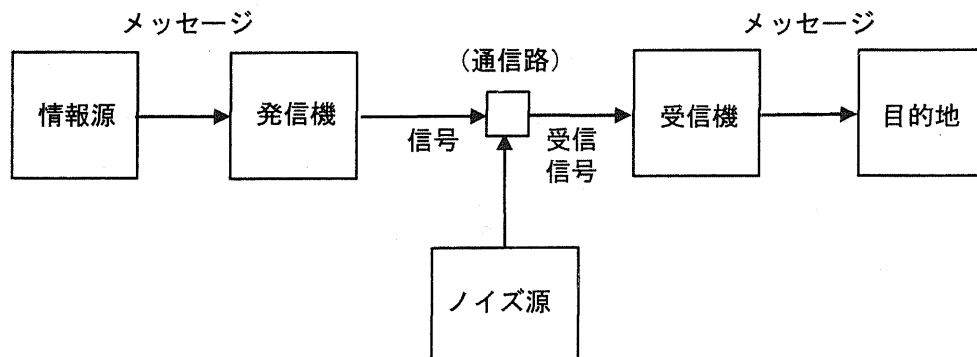 メッセージ
メッセージ
(通信路)
情報源
発信機
受信機
目的地
信号
受信
信号
ノイズ源